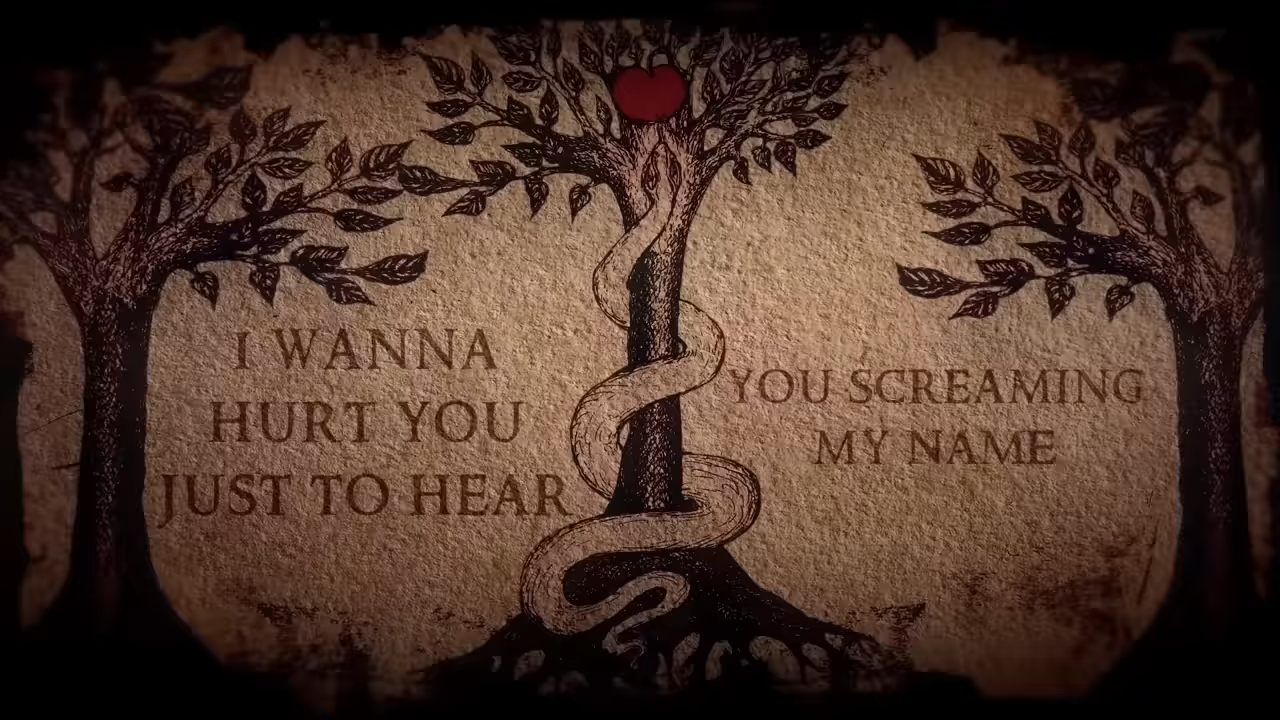 I WANNA
HURT YOU
JUST TO HEAR
YOU SCREAMING
MY NAME